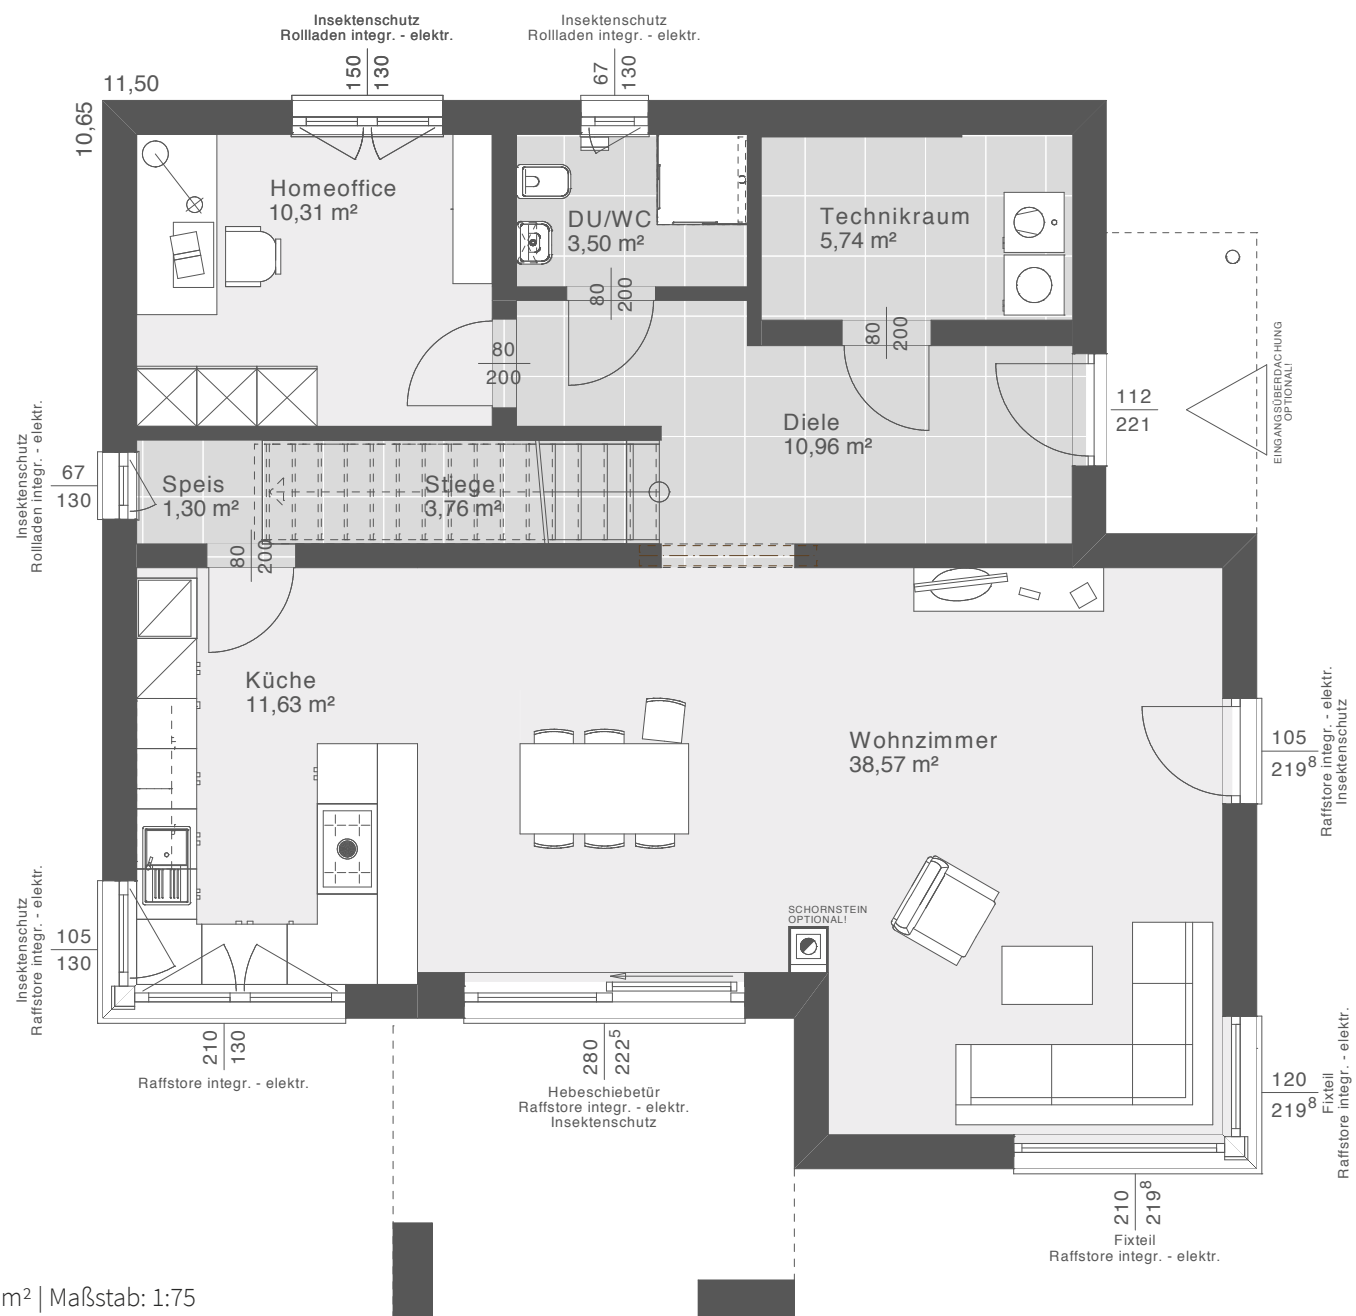 Insektenschutz
Rollladen integr. - elektr.
150
130
Insektenschutz
Rollladen integr. - elektr.
67
130
11,50
10,65
Homeoffice
10,31 m²
DU/WC
3,50 m²
Technikraum
5,74 m²
80
200
80
200
80
200
EINGANGSÜBERDACHUNG
OPTIONAL!
112
221
Diele
10,96 m²
Insektenschutz
Rollladen integr. - elektr.
67
130
Speis
1,30 m²
Stiege
3,76 m²
80
200
Küche
11,63 m²
Wohnzimmer
38,57 m²
105
219⁸
Raffstore integr. - elektr.
Insektenschutz
Insektenschutz
Raffstore integr. - elektr.
105
130
SCHORNSTEIN
OPTIONAL!
210
130
Raffstore integr. - elektr.
280
222⁵
Hebeschiebetür
Raffstore integr. - elektr.
Insektenschutz
120
219⁸
Fixteil
Raffstore integr. - elektr.
210
219⁸
Fixteil
Raffstore integr. - elektr.
m² | Maßstab: 1:75